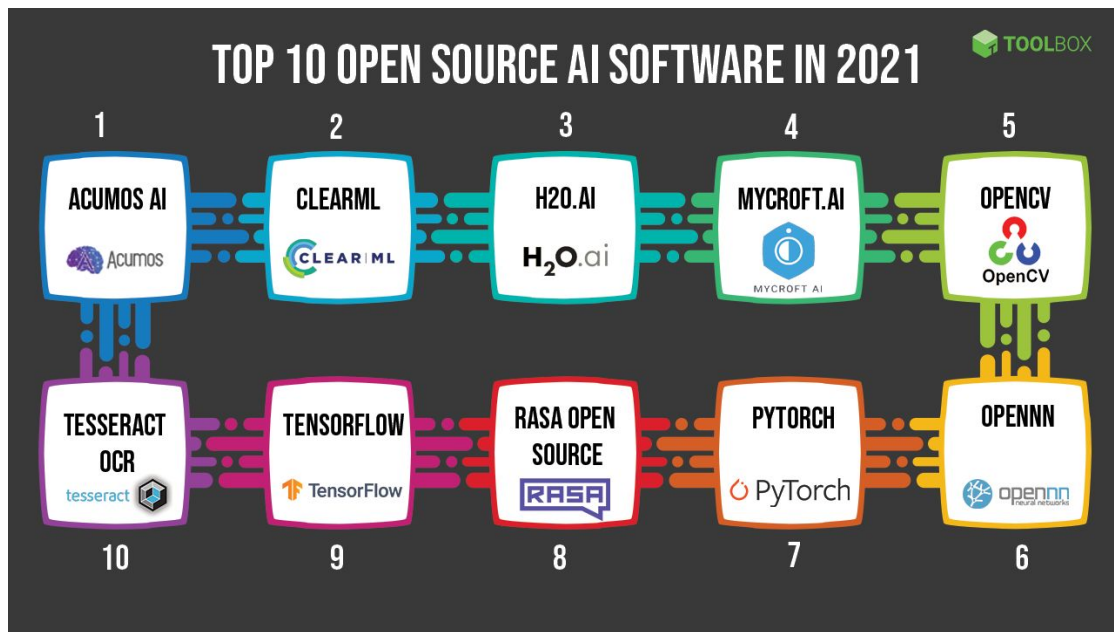 TOP 10 OPEN SOURCE AI SOFTWARE IN 2021
TOOLBOX
1
ACUMOS AI
Acumos
2
CLEARML
CLEAR|ML
3
H2O.AI
H2O.ai
4
MYCROFT.AI
MYCROFT AI
5
OPENCV
OpenCV
TESSERACT
OCR
tesseract
10
TENSORFLOW
TensorFlow
9
RASA OPEN
SOURCE
RASA
8
PYTORCH
PyTorch
7
OPENNN
opennn
neural networks
6